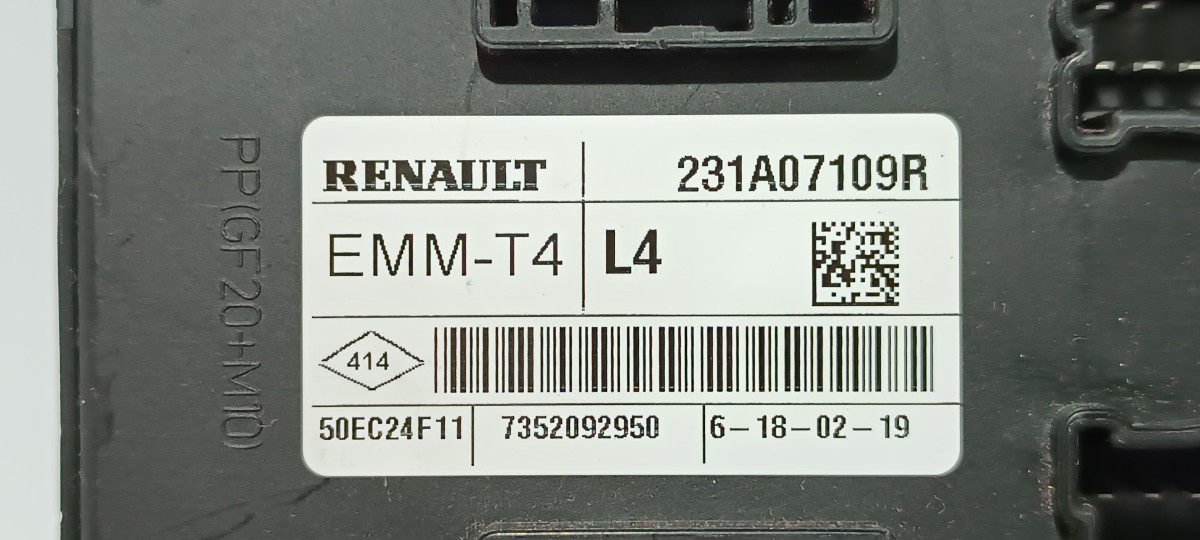 RENAULT 231A07109R
EMM-T4 L4
414
50EC24F11 7352092950 6-18-02-19
PP(GF20+M10)